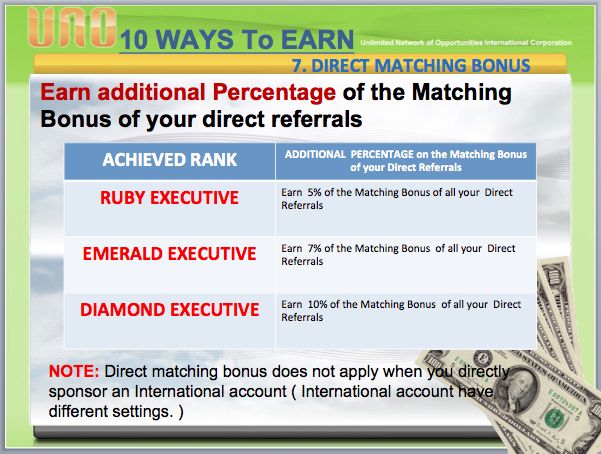 UNO 10 WAYS To EARN Unlimited Network of Opportunities International Corporation
7. DIRECT MATCHING BONUS
Earn additional Percentage of the Matching
Bonus of your direct referrals
ACHIEVED RANK
ADDITIONAL PERCENTAGE on the Matching Bonus
of your Direct Referrals
RUBY EXECUTIVE
Earn 5% of the Matching Bonus of all your Direct
Referrals
EMERALD EXECUTIVE
Earn 7% of the Matching Bonus of all your Direct
Referrals
DIAMOND EXECUTIVE
Earn 10% of the Matching Bonus of all your Direct
Referrals
NOTE: Direct matching bonus does not apply when you directly
sponsor an International account ( International account have
different settings. )